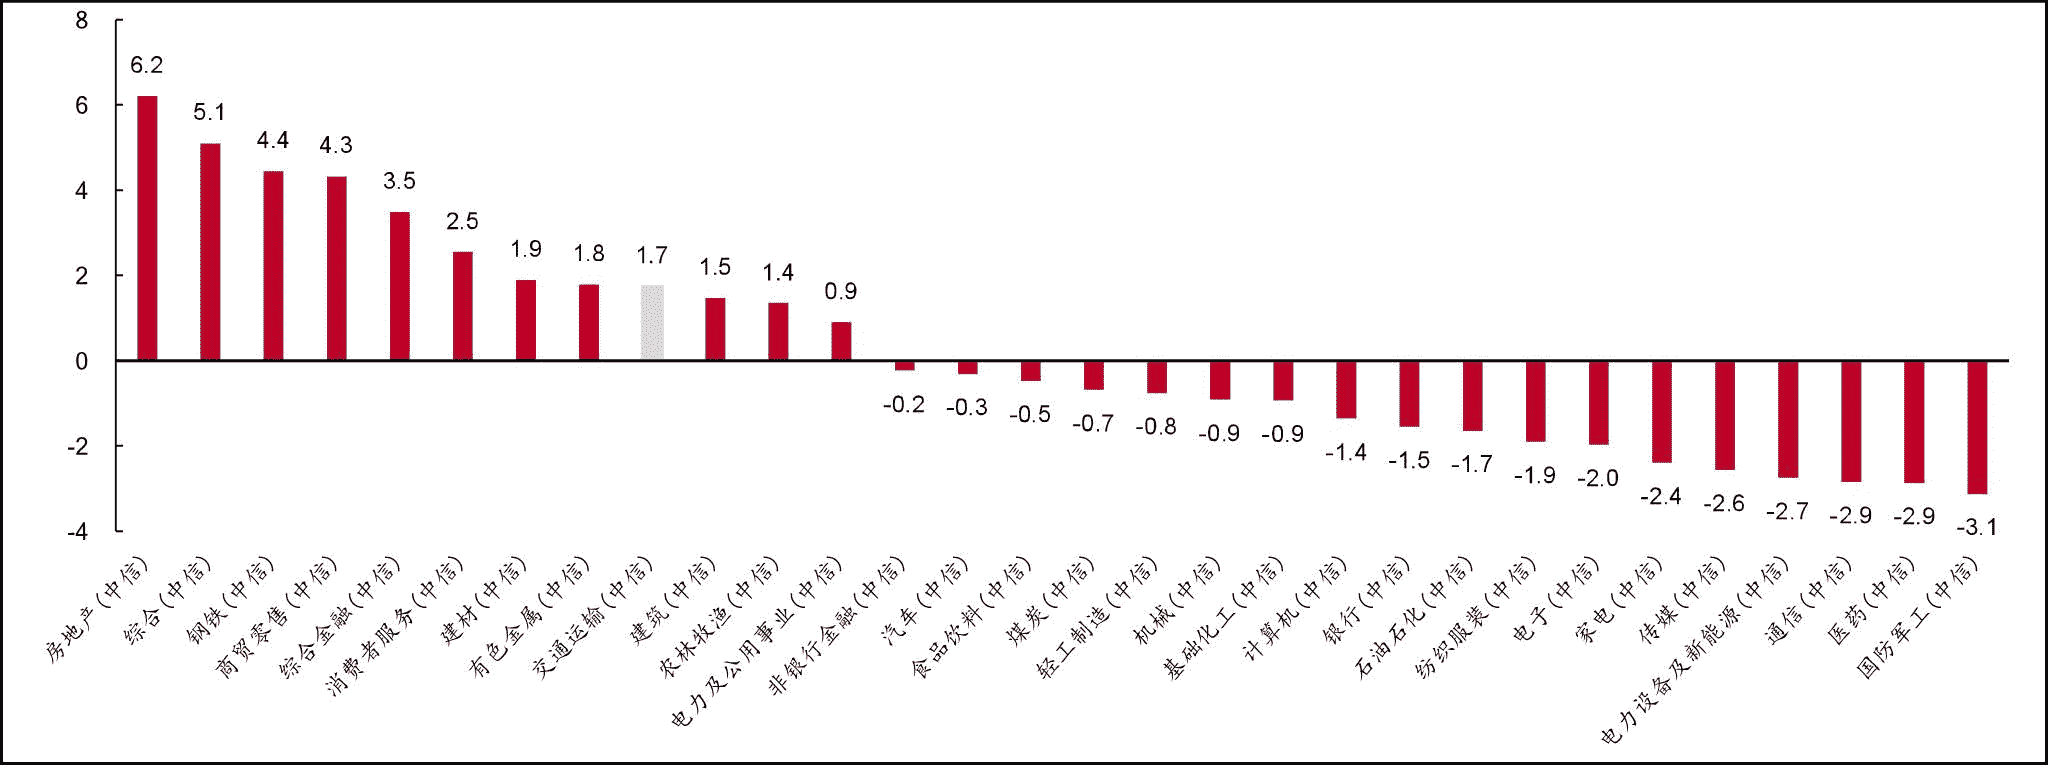 8
6
4
2
0
-2
-4
6.2
5.1
4.4
4.3
3.5
2.5
1.9
1.8
1.7
1.5
1.4
0.9
-0.2
-0.3
-0.5
-0.7
-0.8
-0.9
-0.9
-1.4
-1.5
-1.7
-1.9
-2.0
-2.4
-2.6
-2.7
-2.9
-2.9
-3.1
房地产(中信)
综合(中信)
钢铁(中信)
商贸零售(中信)
综合金融(中信)
消费者服务(中信)
建材(中信)
有色金属(中信)
交通运输(中信)
建筑(中信)
农林牧渔(中信)
电力及公用事业(中信)
非银行金融(中信)
汽车(中信)
食品饮料(中信)
煤炭(中信)
轻工制造(中信)
机械(中信)
基础化工(中信)
计算机(中信)
银行(中信)
石油石化(中信)
纺织服装(中信)
电子(中信)
家电(中信)
传媒(中信)
电力设备及新能源(中信)
通信(中信)
医药(中信)
国防军工(中信)